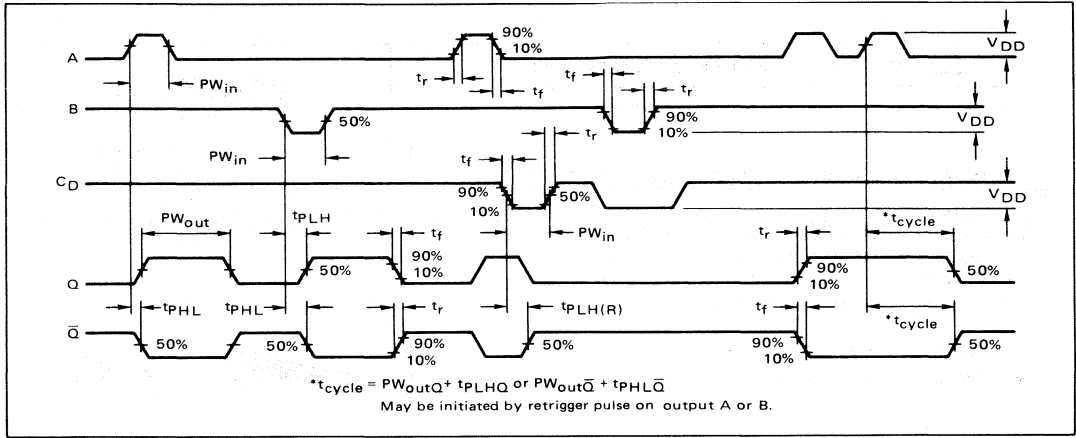 90%
10%
A
VDD
tr
tf
PWin
tf
tr
B
50%
90%
10%
VDD
PWin
tf
tr
CD
90%
10%
50%
VDD
PWout
tPLH
tf
PWin
tr
*tcycle
90%
10%
50%
90%
10%
50%
Q
tPHL
tPHL
tr
tPLH(R)
tf
*tcycle
Q̅
50%
50%
90%
10%
50%
90%
10%
50%
*tcycle = PWoutQ + tPLHQ or PWoutQ̅ + tPHLQ̅
May be initiated by retrigger pulse on output A or B.